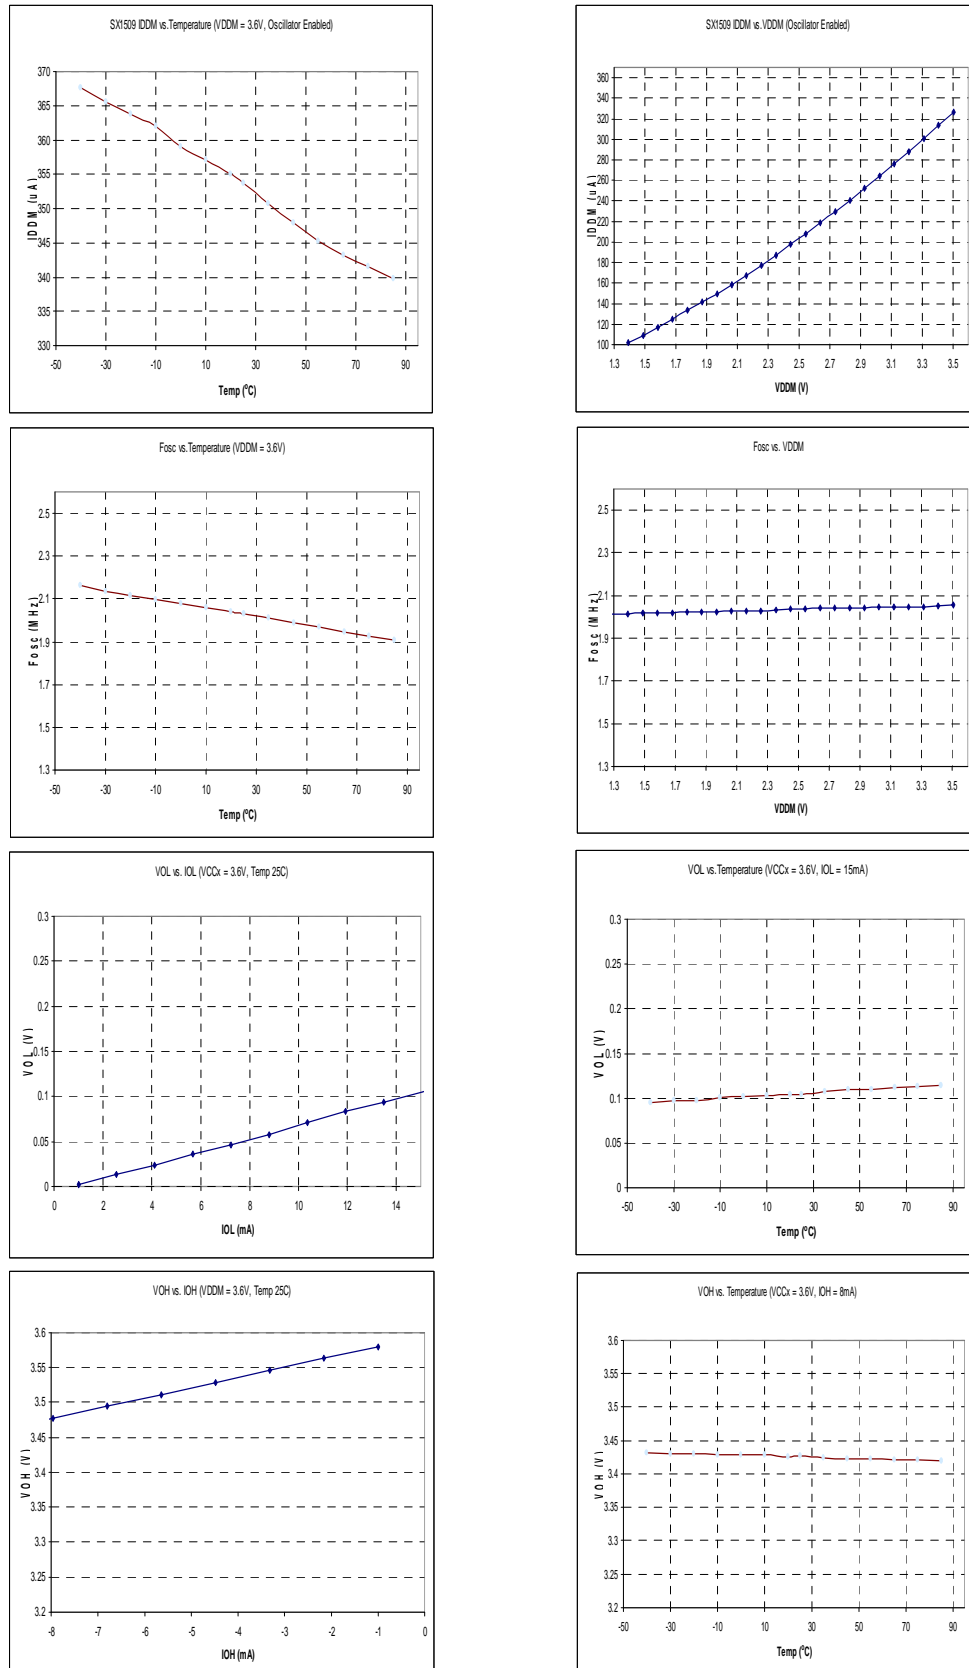 SX1509 IDDM vs.Temperature (VDDM = 3.6V, Oscillator Enabled)
370
365
360
355
350
345
340
335
330
IDDM (uA)
-50 -30 -10 10 30 50 70 90
Temp (ºC)
SX1509 IDDM vs.VDDM (Oscillator Enabled)
360
340
320
300
280
260
240
220
200
180
160
140
120
100
IDDM (uA)
1.3 1.5 1.7 1.9 2.1 2.3 2.5 2.7 2.9 3.1 3.3 3.5
VDDM (V)
Fosc vs.Temperature (VDDM = 3.6V)
2.5
2.3
2.1
1.9
1.7
1.5
1.3
Fosc (MHz)
-50 -30 -10 10 30 50 70 90
Temp (ºC)
Fosc vs. VDDM
2.5
2.3
2.1
1.9
1.7
1.5
1.3
Fosc (MHz)
1.3 1.5 1.7 1.9 2.1 2.3 2.5 2.7 2.9 3.1 3.3 3.5
VDDM (V)
VOL vs. IOL (VCCx = 3.6V, Temp 25C)
0.3
0.25
0.2
0.15
0.1
0.05
0
VOL (V)
0 2 4 6 8 10 12 14
IOL (mA)
VOL vs.Temperature (VCCx = 3.6V, IOL = 15mA)
0.3
0.25
0.2
0.15
0.1
0.05
0
VOL (V)
-50 -30 -10 10 30 50 70 90
Temp (ºC)
VOH vs. IOH (VDDM = 3.6V, Temp 25C)
3.6
3.55
3.5
3.45
3.4
3.35
3.3
3.25
3.2
VOH (V)
-8 -7 -6 -5 -4 -3 -2 -1 0
IOH (mA)
VOH vs. Temperature (VCCx = 3.6V, IOH = 8mA)
3.6
3.55
3.5
3.45
3.4
3.35
3.3
3.25
3.2
VOH (V)
-50 -30 -10 10 30 50 70 90
Temp (ºC)